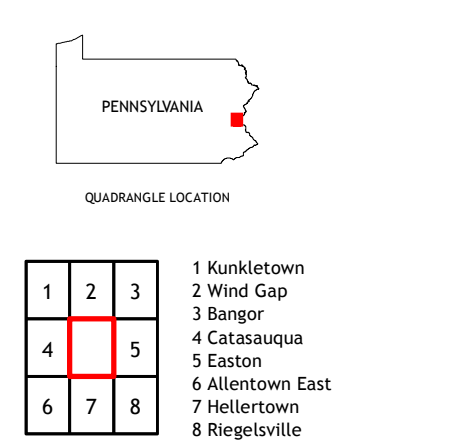 PENNSYLVANIA
QUADRANGLE LOCATION
1 2 3
4 5
6 7 8
1 Kunkletown
2 Wind Gap
3 Bangor
4 Catasauqua
5 Easton
6 Allentown East
7 Hellertown
8 Riegelsville